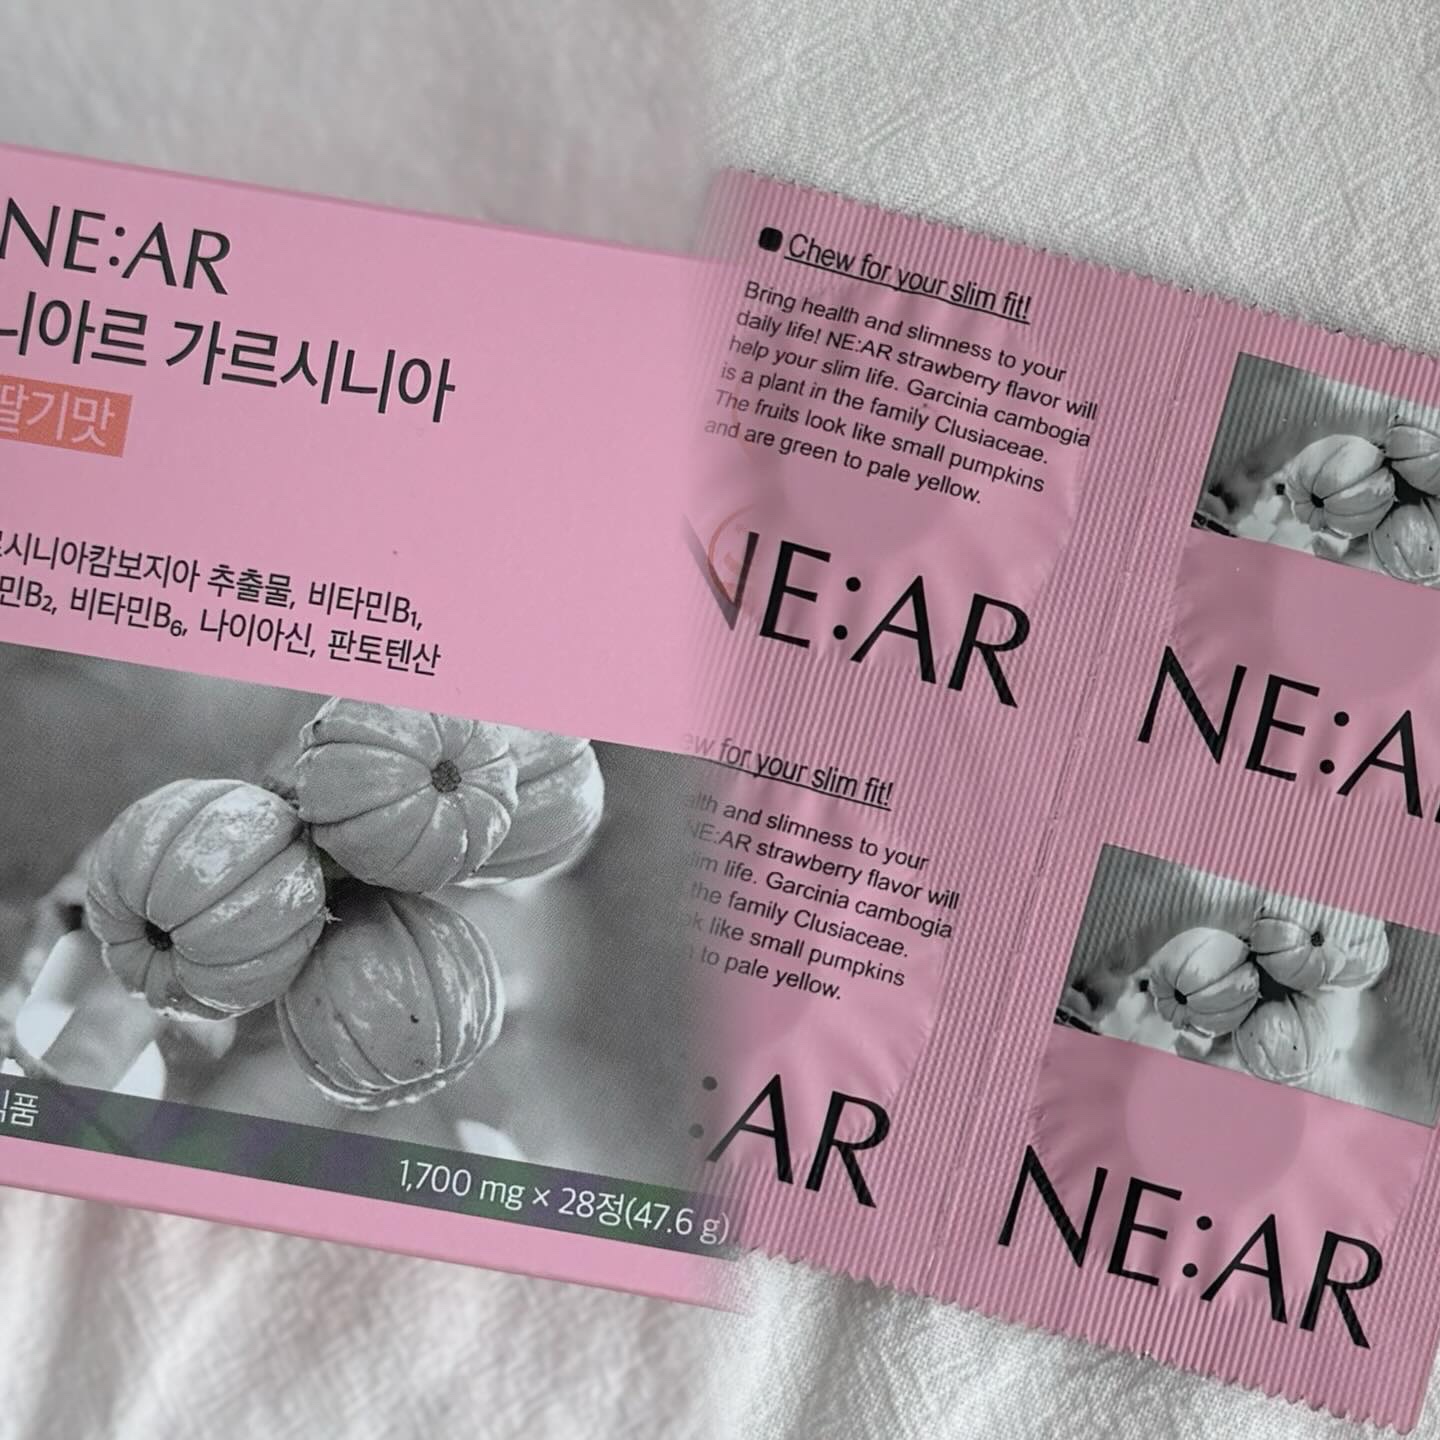 NE:AR
니아르 가르시니아
딸기맛
르시니아캄보지아 추출물, 비타민B₁,
민B₂, 비타민B₆, 나이아신, 판토텐산
식품
1,700 mg × 28정(47.6 g)
Chew for your slim fit!
Bring health and slimness to your
daily life! NE:AR strawberry flavor will
help your slim life. Garcinia cambogia
is a plant in the family Clusiaceae.
The fruits look like small pumpkins
and are green to pale yellow.
NE:AR
NE:A
for your slim fit!
and slimness to your
NE:AR strawberry flavor will
slim life. Garcinia cambogia
the family Clusiaceae.
like small pumpkins
to pale yellow.
:AR
NE:AR